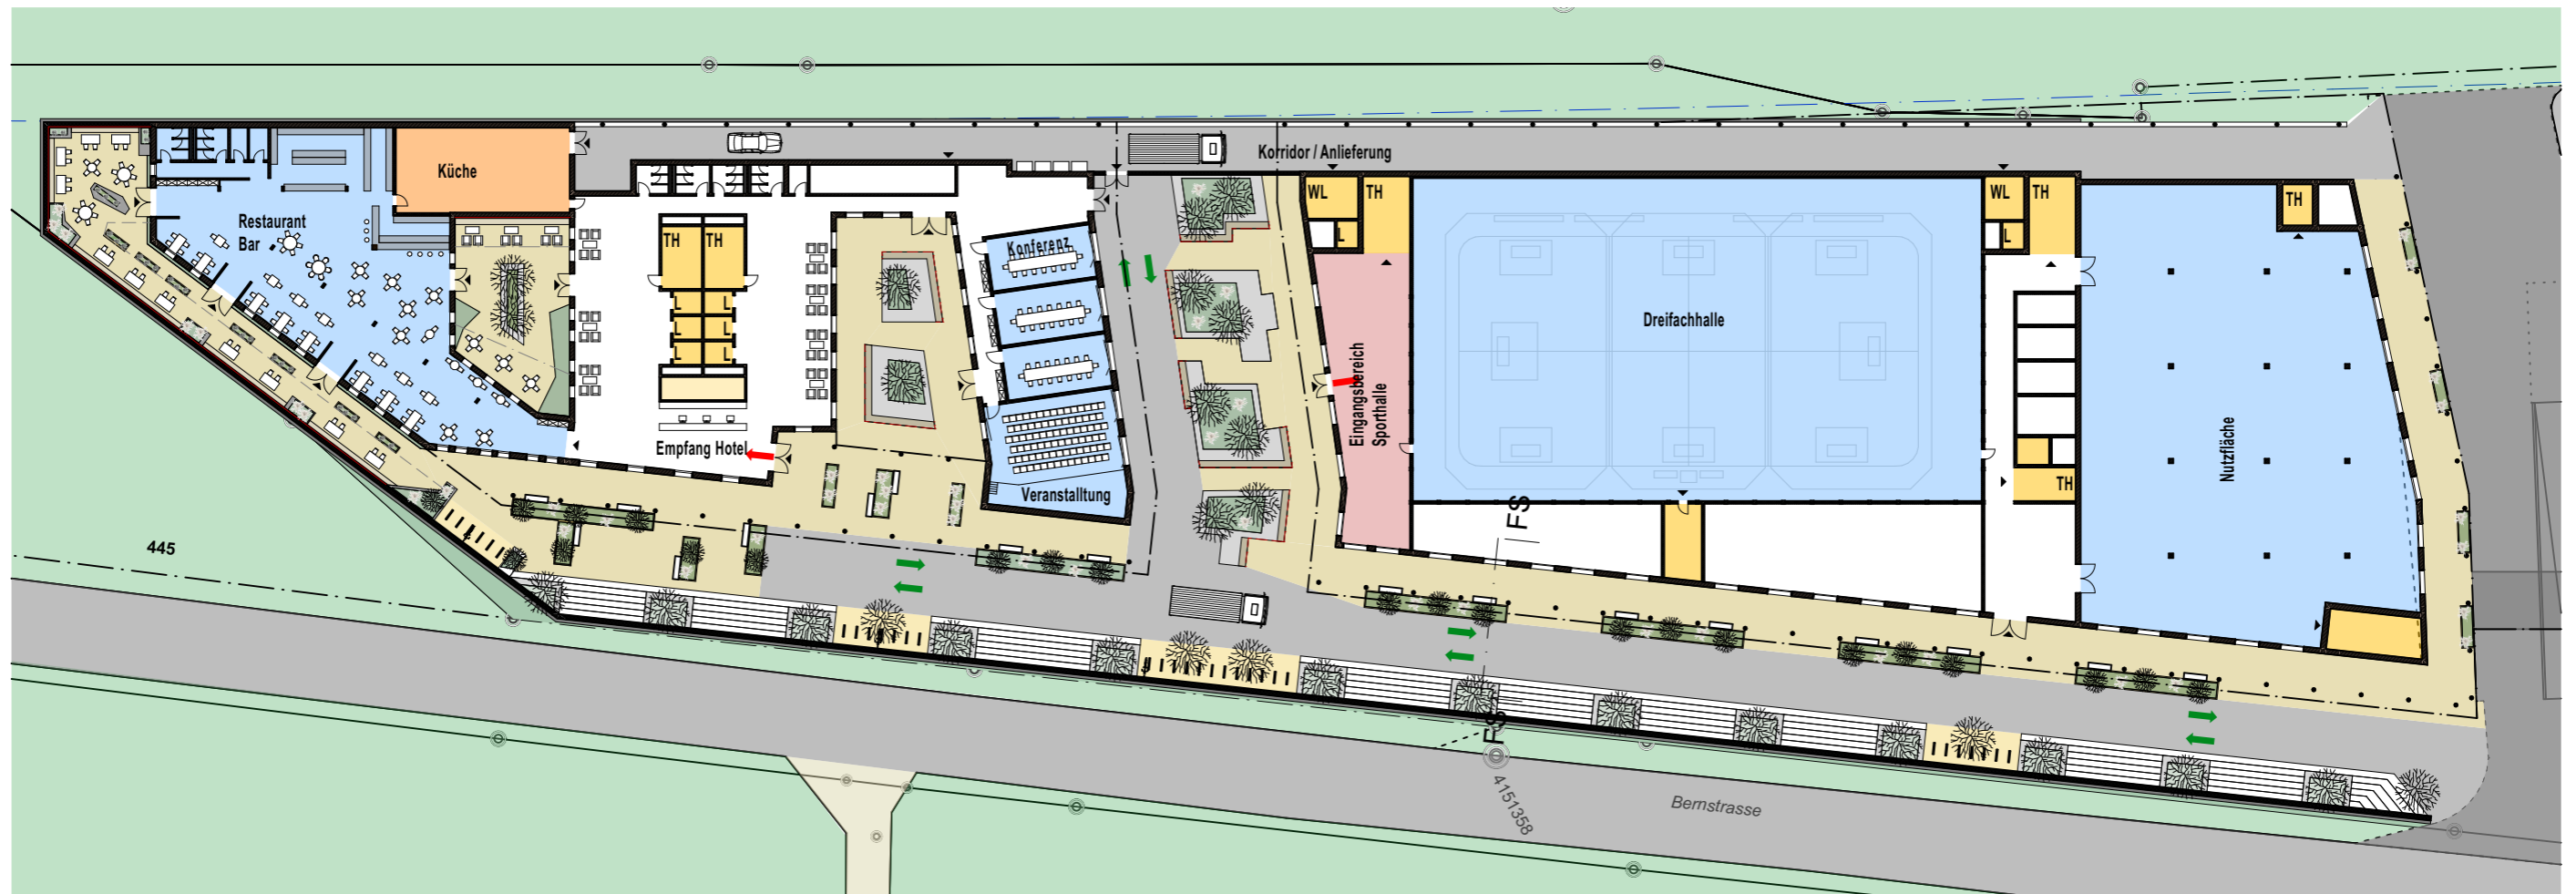 Korridor / Anlieferung
Küche
WL
TH
WL
TH
TH
Restaurant
Bar
TH
TH
L
L
Konferenz
L
L
L
L
L
L
Dreifachhalle
Eingangsbereich
Sporthalle
Nutzfläche
Empfang Hotel
Veranstalltung
TH
FS
445
FS
4151358
Bernstrasse